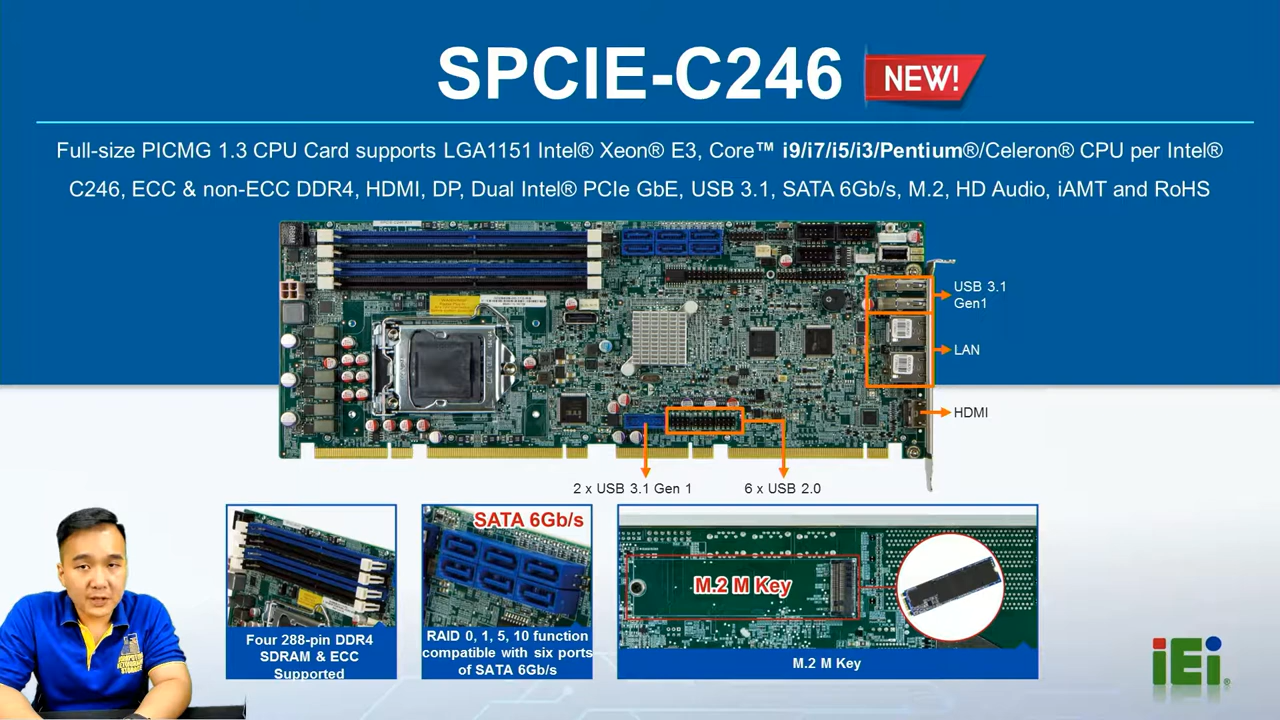 SPCIE-C246
NEW!
Full-size PICMG 1.3 CPU Card supports LGA1151 Intel® Xeon® E3, Core™ i9/i7/i5/i3/Pentium®/Celeron® CPU per Intel®
C246, ECC & non-ECC DDR4, HDMI, DP, Dual Intel® PCIe GbE, USB 3.1, SATA 6Gb/s, M.2, HD Audio, iAMT and RoHS
USB 3.1
Gen1
LAN
HDMI
2 x USB 3.1 Gen 1
6 x USB 2.0
SATA 6Gb/s
M.2 M Key
Four 288-pin DDR4
SDRAM & ECC
Supported
RAID 0, 1, 5, 10 function
compatible with six ports
of SATA 6Gb/s
M.2 M Key
iEi®